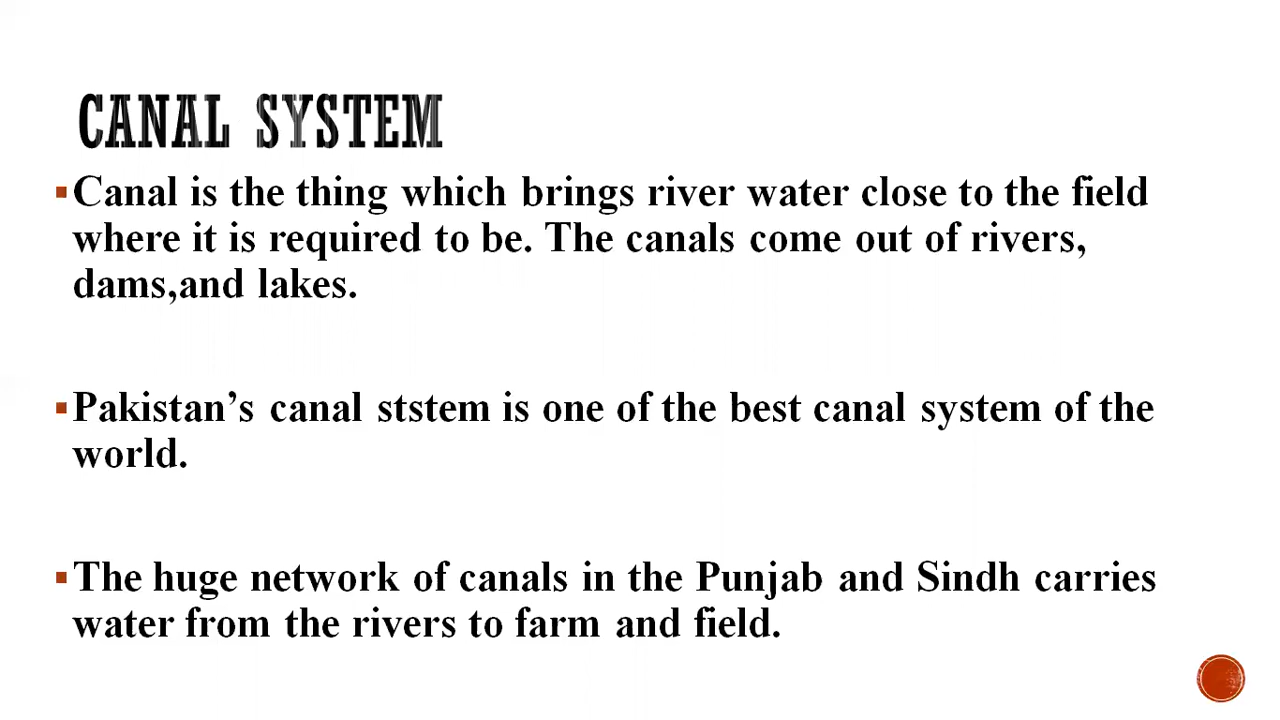 CANAL SYSTEM
▪Canal is the thing which brings river water close to the field
where it is required to be. The canals come out of rivers,
dams,and lakes.
▪Pakistan’s canal ststem is one of the best canal system of the
world.
▪The huge network of canals in the Punjab and Sindh carries
water from the rivers to farm and field.